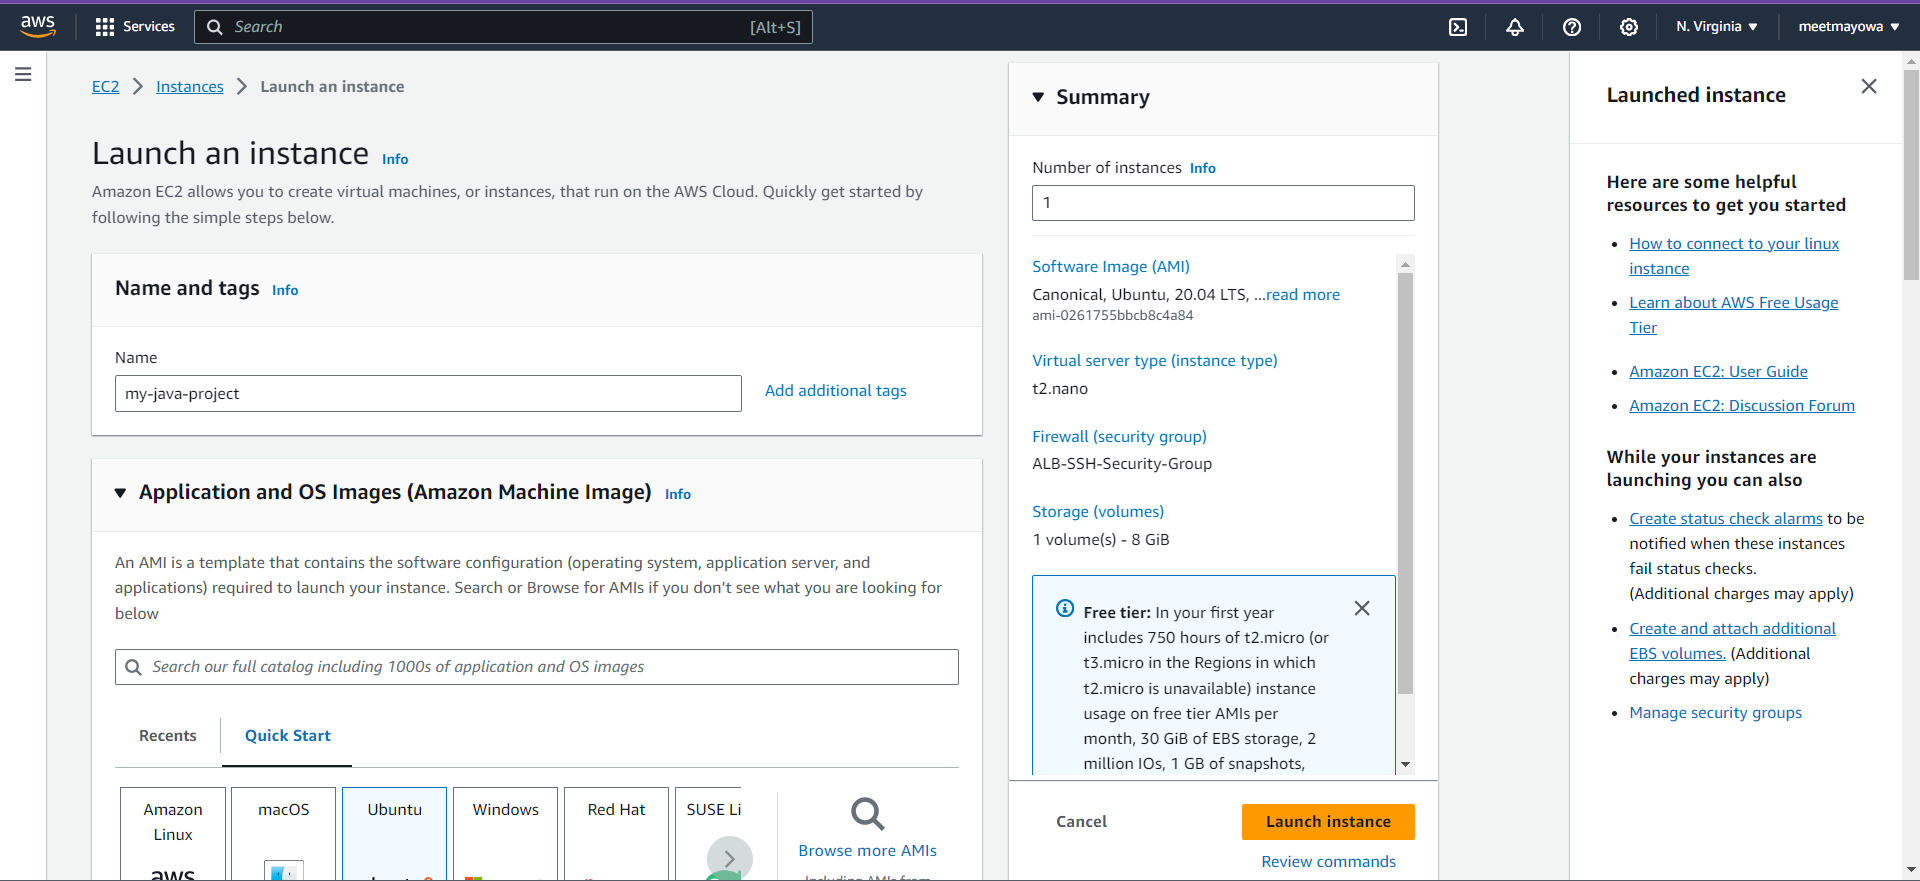 aws
Services
Search
[Alt+S]
N. Virginia
meetmayowa
EC2
Instances
Launch an instance
Launch an instance Info
Amazon EC2 allows you to create virtual machines, or instances, that run on the AWS Cloud. Quickly get started by
following the simple steps below.
Name and tags Info
Name
my-java-project
Add additional tags
Application and OS Images (Amazon Machine Image) Info
An AMI is a template that contains the software configuration (operating system, application server, and
applications) required to launch your instance. Search or Browse for AMIs if you don't see what you are looking for
below
Search our full catalog including 1000s of application and OS images
Recents
Quick Start
Amazon
Linux
aws
macOS
Ubuntu
Windows
Red Hat
SUSE Li
Browse more AMIs
Including AMIs from
Summary
Number of instances Info
1
Software Image (AMI)
Canonical, Ubuntu, 20.04 LTS, ...read more
ami-0261755bbcb8c4a84
Virtual server type (instance type)
t2.nano
Firewall (security group)
ALB-SSH-Security-Group
Storage (volumes)
1 volume(s) - 8 GiB
Free tier: In your first year
includes 750 hours of t2.micro (or
t3.micro in the Regions in which
t2.micro is unavailable) instance
usage on free tier AMIs per
month, 30 GiB of EBS storage, 2
million IOs, 1 GB of snapshots,
Cancel
Launch instance
Review commands
Launched instance
Here are some helpful
resources to get you started
How to connect to your linux
instance
Learn about AWS Free Usage
Tier
Amazon EC2: User Guide
Amazon EC2: Discussion Forum
While your instances are
launching you can also
Create status check alarms to be
notified when these instances
fail status checks.
(Additional charges may apply)
Create and attach additional
EBS volumes. (Additional
charges may apply)
Manage security groups